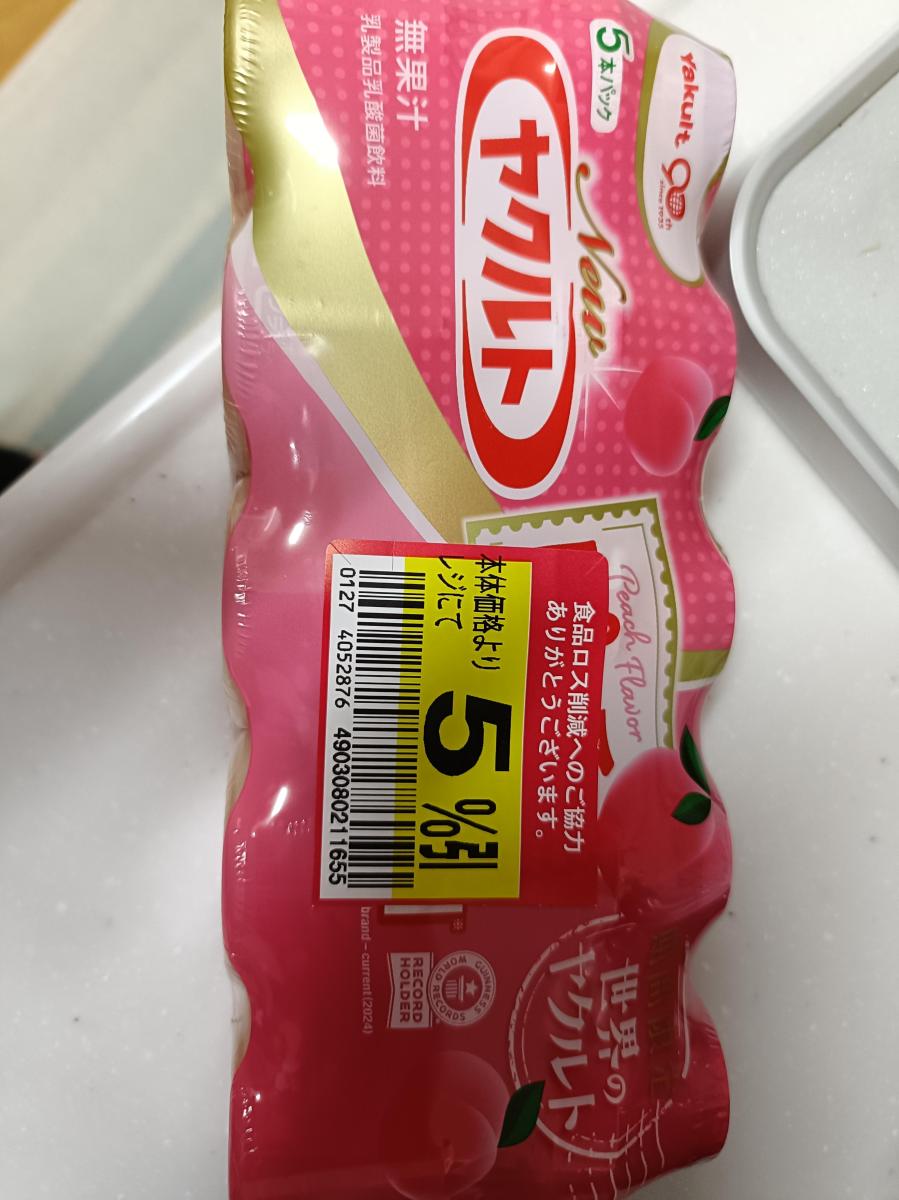 Yakult
90th
since 1935
5本パック
New
ヤクルト
無果汁
乳製品乳酸菌飲料
Peach Flavor
食品ロス削減へのご協力
ありがとうございます。
本体価格より
レジにて
5%引
0127 4052876 4903080211655
世界の
ヤクルト
GUINNESS
WORLD RECORDS
RECORD
HOLDER
brand-current(2024)